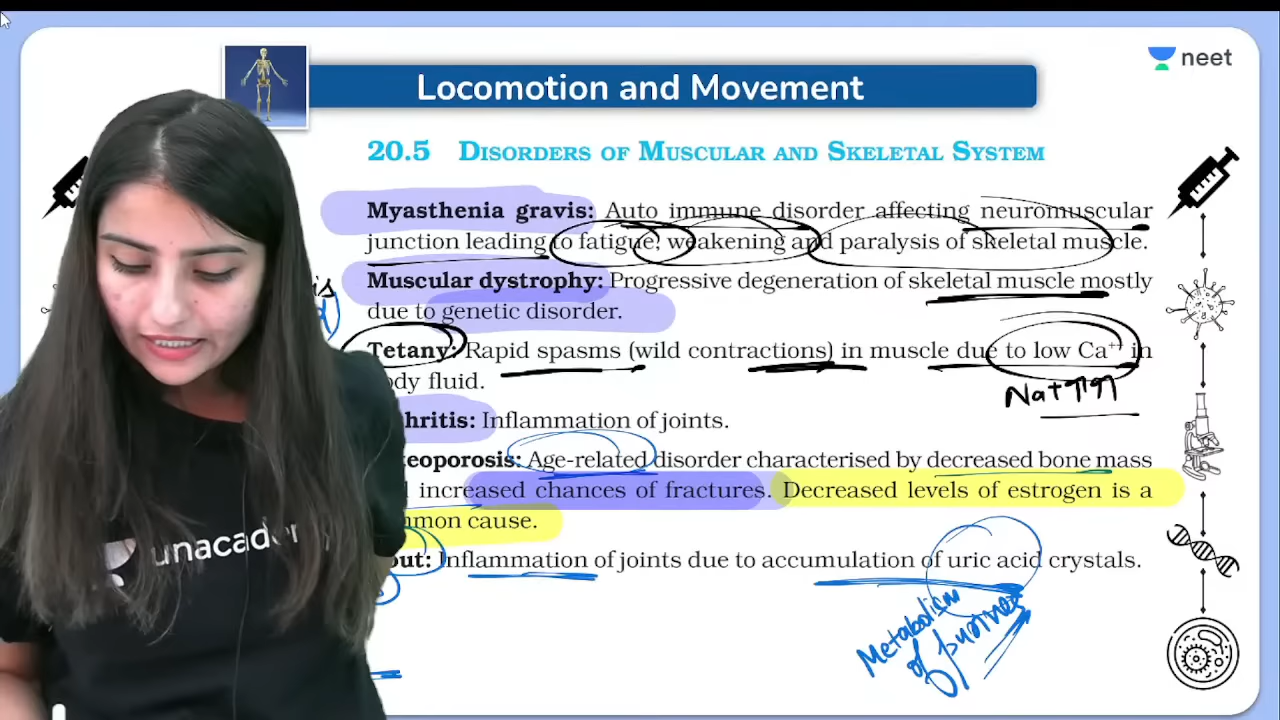 neet
Locomotion and Movement
20.5 DISORDERS OF MUSCULAR AND SKELETAL SYSTEM
Myasthenia gravis: Auto immune disorder affecting neuromuscular
junction leading to fatigue, weakening and paralysis of skeletal muscle.
Muscular dystrophy: Progressive degeneration of skeletal muscle mostly
due to genetic disorder.
Tetany: Rapid spasms (wild contractions) in muscle due to low Ca++ in
ody fluid.
Na+ ↑↑↑
hritis: Inflammation of joints.
eoporosis: Age-related disorder characterised by decreased bone mass
increased chances of fractures. Decreased levels of estrogen is a
mmon cause.
out: Inflammation of joints due to accumulation of uric acid crystals.
Metabolism
of purines
unacader